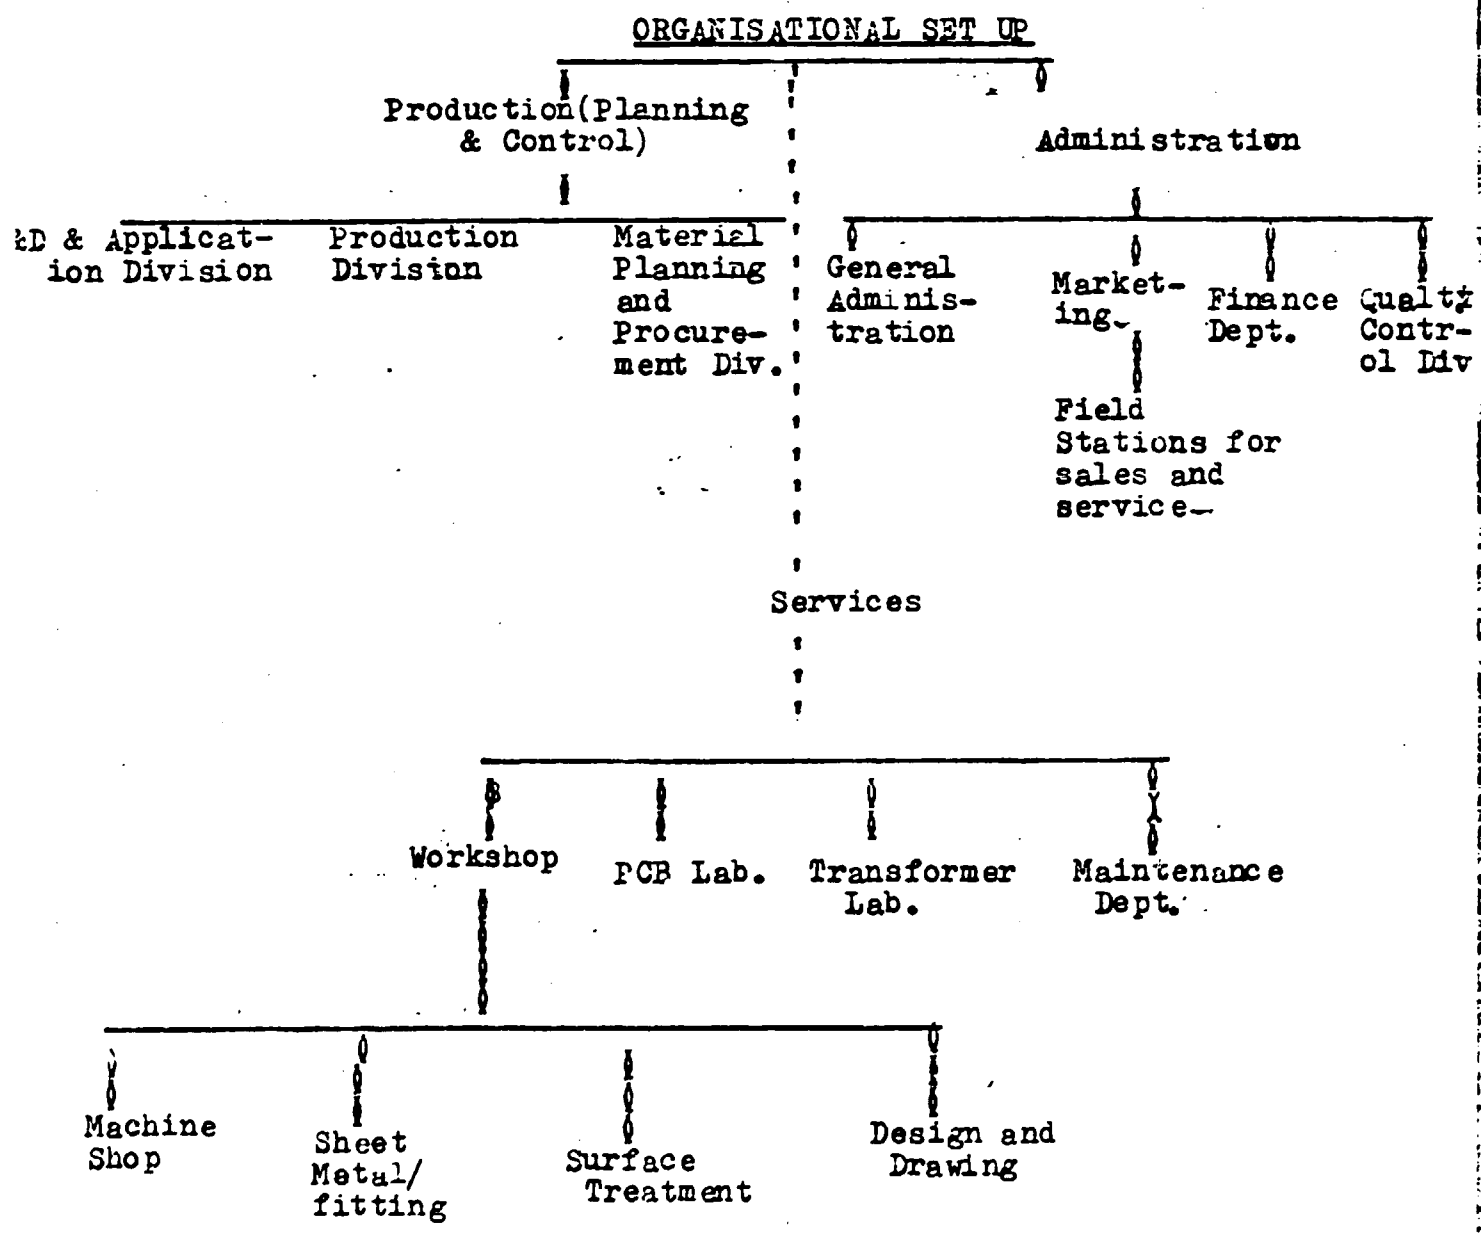 ORGANISATIONAL SET UP
Production(Planning
& Control)
Administration
&D & Applicat-
ion Division
Production
Division
Material
Planning
and
Procure-
ment Div.
General
Adminis-
tration
Market-
ing.
Field
Stations for
sales and
service.
Finance
Dept.
Contr-
ol Div
Services
Workshop
PCB Lab.
Transformer
Lab.
Maintenance
Dept.
Machine
Shop
Sheet
Metal/
fitting
Surface
Treatment
Design and
Drawing